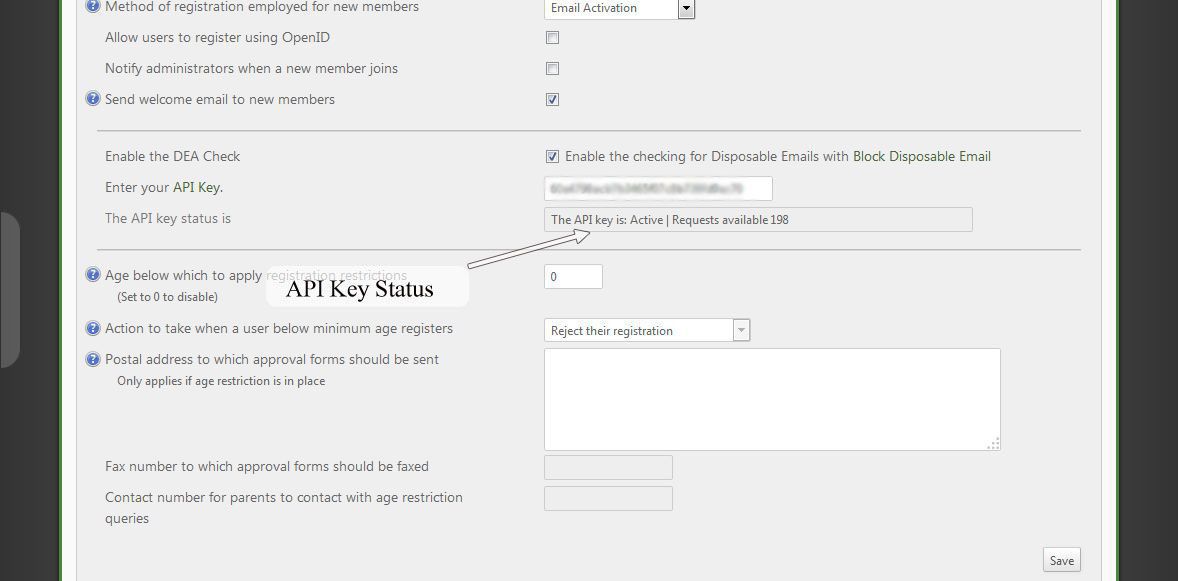 Method of registration employed for new members
Email Activation
Allow users to register using OpenID
Notify administrators when a new member joins
Send welcome email to new members
Enable the DEA Check
Enable the checking for Disposable Emails with Block Disposable Email
Enter your API Key.
The API key status is
The API key is: Active | Requests available 198
Age below which to apply registration restrictions
0
(Set to 0 to disable)
API Key Status
Action to take when a user below minimum age registers
Reject their registration
Postal address to which approval forms should be sent
Only applies if age restriction is in place
Fax number to which approval forms should be faxed
Contact number for parents to contact with age restriction
queries
Save